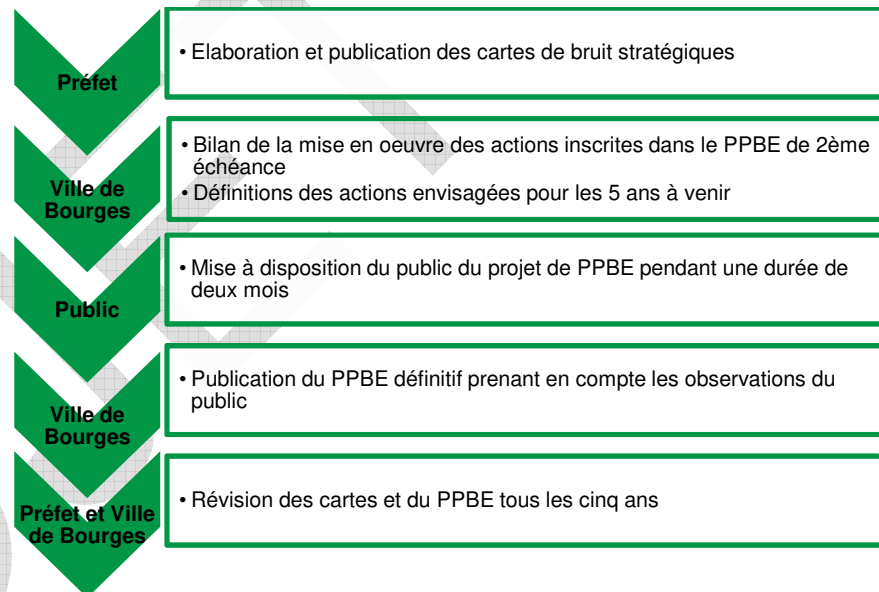 Préfet
• Elaboration et publication des cartes de bruit stratégiques
Ville de
Bourges
• Bilan de la mise en oeuvre des actions inscrites dans le PPBE de 2ème
échéance
• Définitions des actions envisagées pour les 5 ans à venir
Public
• Mise à disposition du public du projet de PPBE pendant une durée de
deux mois
Ville de
Bourges
• Publication du PPBE définitif prenant en compte les observations du
public
Préfet et Ville
de Bourges
• Révision des cartes et du PPBE tous les cinq ans